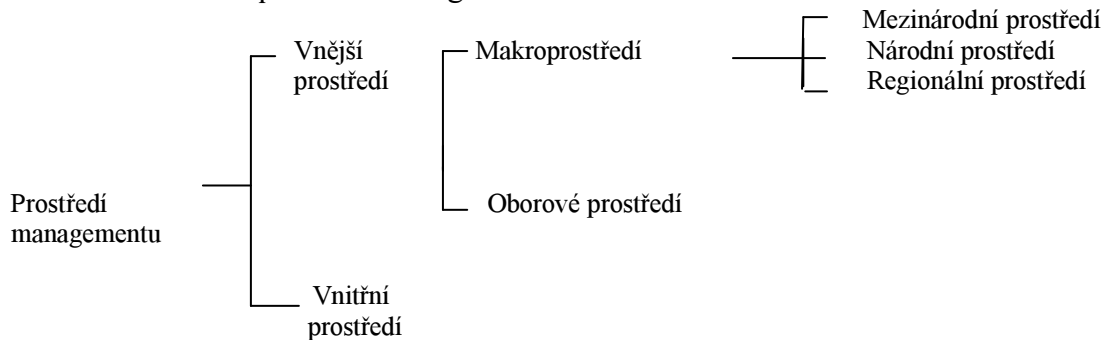 Mezinárodní prostředí
Vnější
prostředí
Makroprostředí
Národní prostředí
Regionální prostředí
Prostředí
managementu
Oborové prostředí
Vnitřní
prostředí